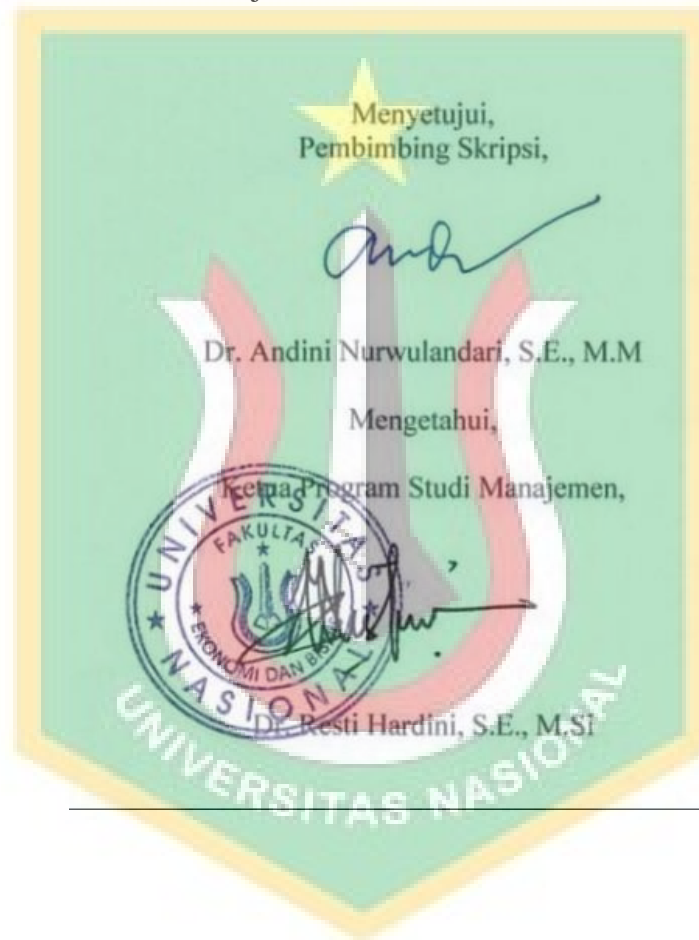 Menyetujui,
Pembimbing Skripsi,
Dr. Andini Nurwulandari, S.E., M.M
Mengetahui,
Ketua Program Studi Manajemen,
UNIVERSITAS NASIONAL
FAKULTAS
EKONOMI DAN BISNIS
Dr. Resti Hardini, S.E., M.Si
UNIVERSITAS NASIONAL